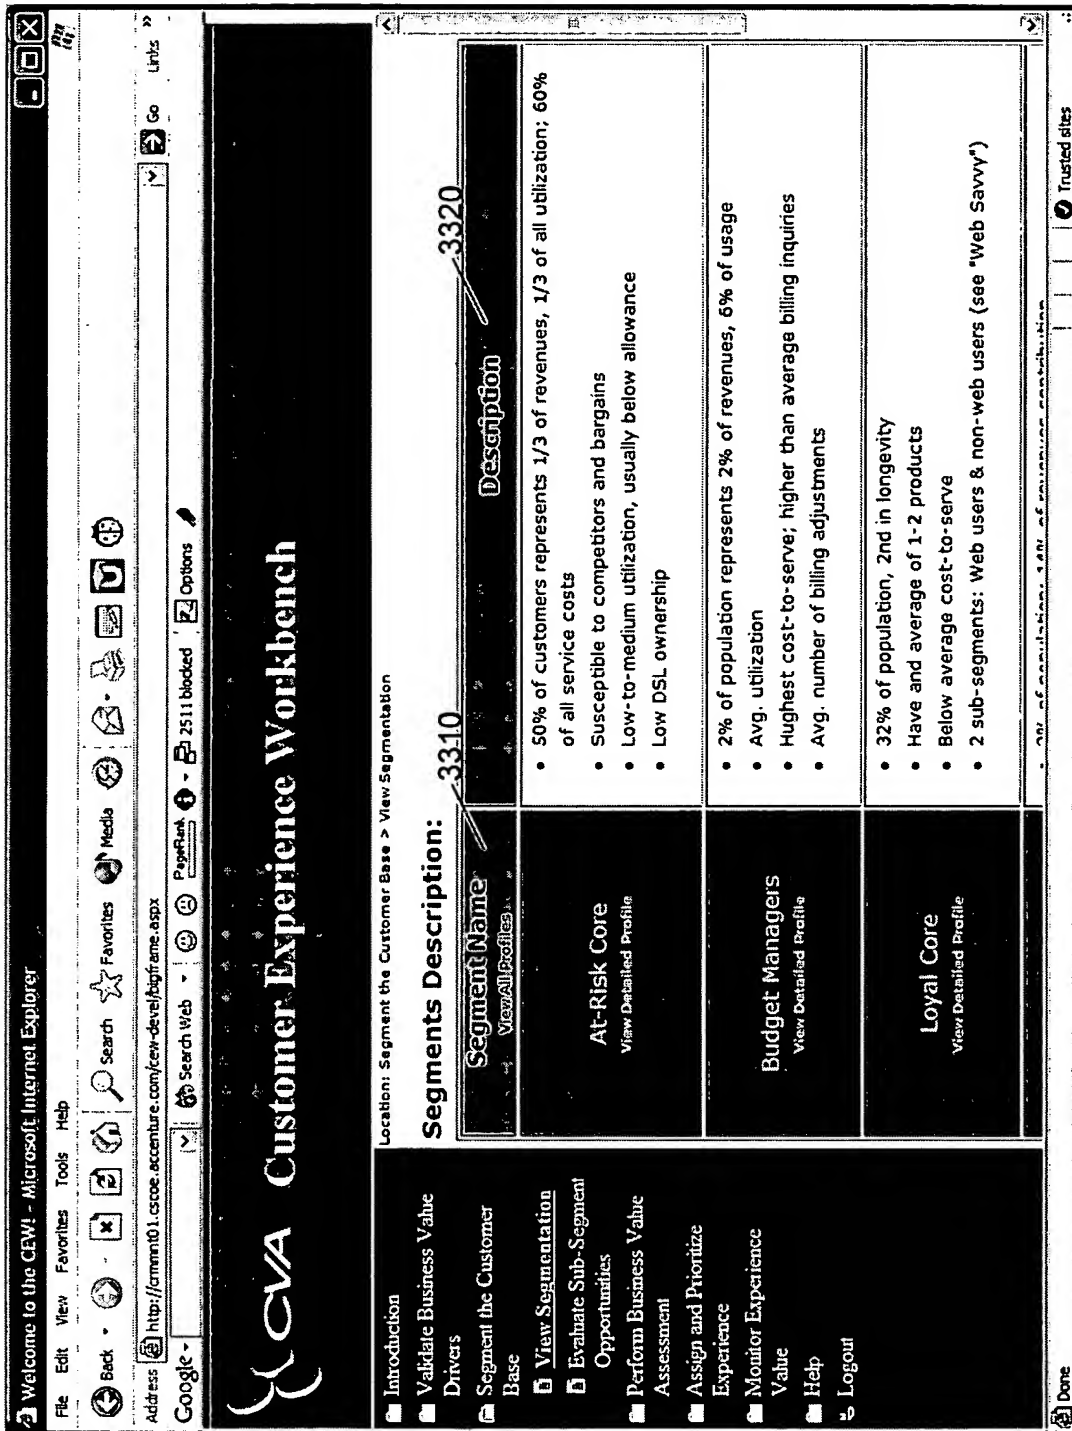 Welcome to the CEW! - Microsoft Internet Explorer
File Edit View Favorites Tools Help
Back Search Favorites Media
Address http://crmmnt01.cscoe.accenture.com/cew-devel/bigframe.aspx Go Links »
Google Search Web PageRank 2511 blocked Options
CVA Customer Experience Workbench
Introduction
Validate Business Value
Drivers
Segment the Customer
Base
View Segmentation
Evaluate Sub-Segment
Opportunities
Perform Business Value
Assessment
Assign and Prioritize
Experience
Monitor Experience
Value
Help
Logout
Location: Segment the Customer Base > View Segmentation
Segments Description:
3310
3320
Segment Name
View All Profiles
Description
At-Risk Core
View Detailed Profile
• 50% of customers represents 1/3 of revenues, 1/3 of all utilization; 60%
of all service costs
• Susceptible to competitors and bargains
• Low-to-medium utilization, usually below allowance
• Low DSL ownership
Budget Managers
View Detailed Profile
• 2% of population represents 2% of revenues, 6% of usage
• Avg. utilization
• Hughest cost-to-serve; higher than average billing inquiries
• Avg. number of billing adjustments
Loyal Core
View Detailed Profile
• 32% of population, 2nd in longevity
• Have and average of 1-2 products
• Below average cost-to-serve
• 2 sub-segments: Web users & non-web users (see "Web Savvy")
Done
Trusted sites